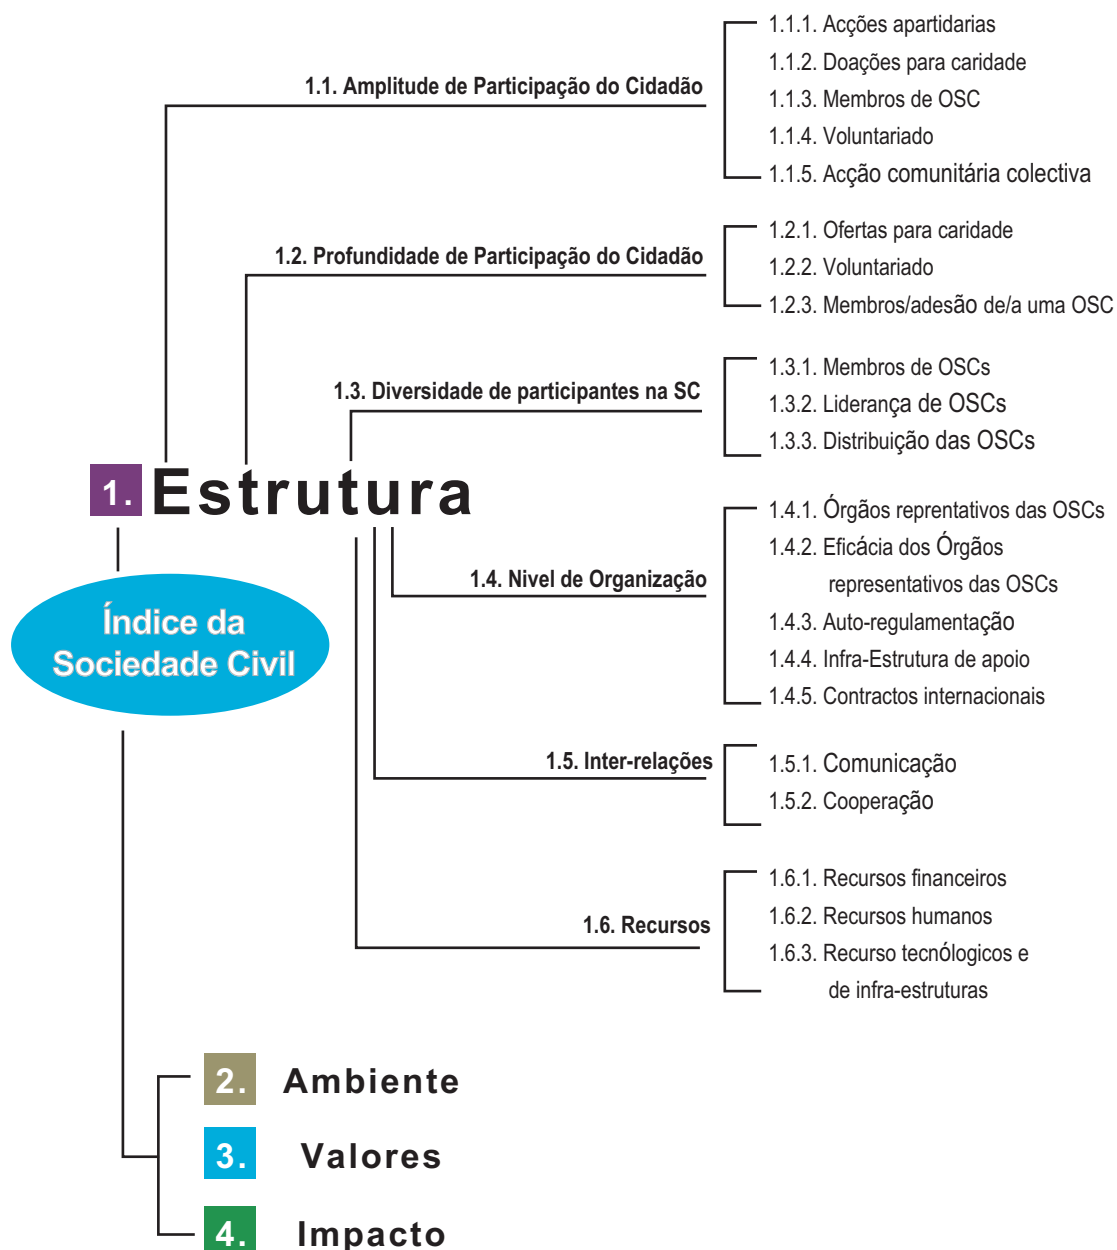 1.1. Amplitude de Participação do Cidadão
1.1.1. Acções apartidarias
1.1.2. Doações para caridade
1.1.3. Membros de OSC
1.1.4. Voluntariado
1.1.5. Acção comunitária colectiva
1.2. Profundidade de Participação do Cidadão
1.2.1. Ofertas para caridade
1.2.2. Voluntariado
1.2.3. Membros/adesão de/a uma OSC
1.3. Diversidade de participantes na SC
1.3.1. Membros de OSCs
1.3.2. Liderança de OSCs
1.3.3. Distribuição das OSCs
1. Estrutura
1.4. Nivel de Organização
1.4.1. Órgãos reprentativos das OSCs
1.4.2. Eficácia dos Órgãos
representativos das OSCs
1.4.3. Auto-regulamentação
1.4.4. Infra-Estrutura de apoio
1.4.5. Contractos internacionais
Índice da
Sociedade Civil
1.5. Inter-relações
1.5.1. Comunicação
1.5.2. Cooperação
1.6. Recursos
1.6.1. Recursos financeiros
1.6.2. Recursos humanos
1.6.3. Recurso tecnólogicos e
de infra-estruturas
2. Ambiente
3. Valores
4. Impacto